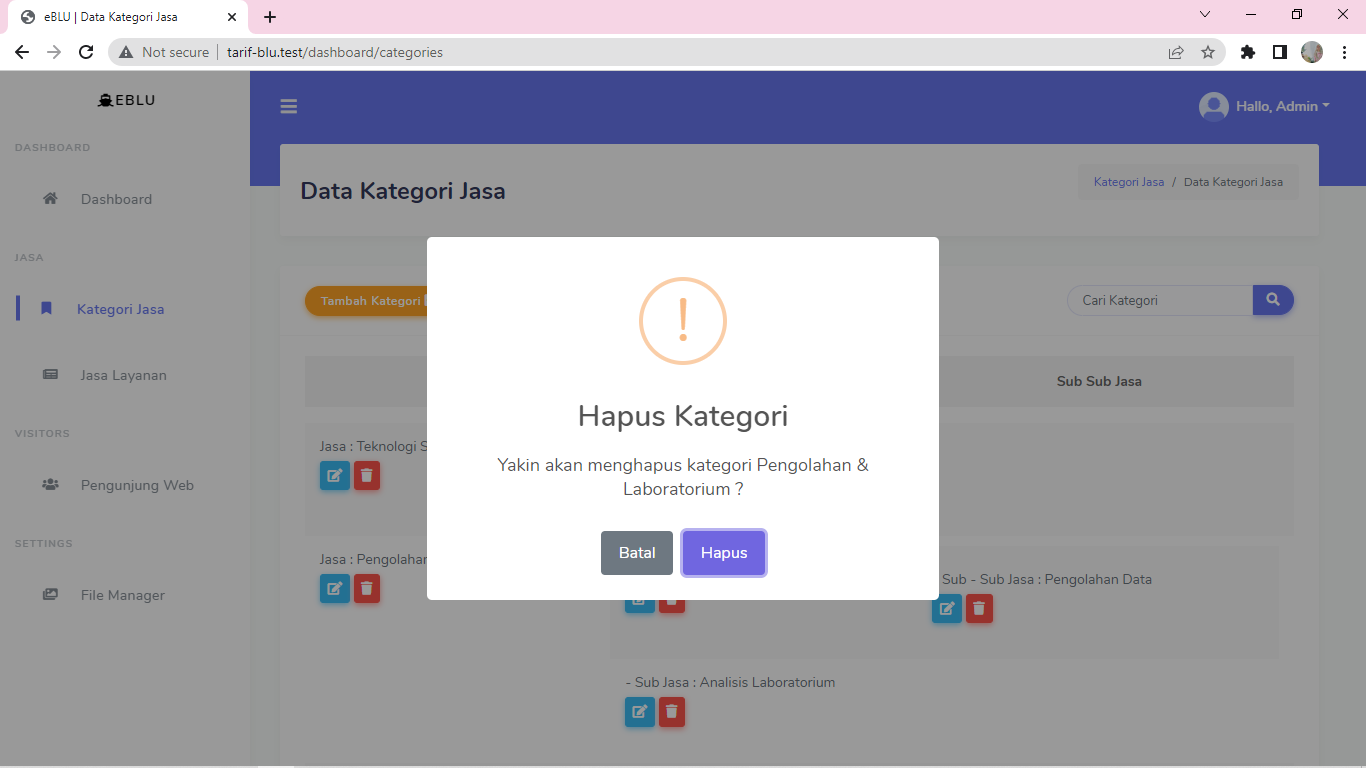 eBLU | Data Kategori Jasa
Not secure
tarif-blu.test/dashboard/categories
EBLU
Hallo, Admin
DASHBOARD
Dashboard
JASA
Kategori Jasa
Jasa Layanan
VISITORS
Pengunjung Web
SETTINGS
File Manager
Data Kategori Jasa
Kategori Jasa / Data Kategori Jasa
Tambah Kategori
Cari Kategori
Sub Sub Jasa
Jasa : Teknologi
Jasa : Pengolahan
Sub - Sub Jasa : Pengolahan Data
- Sub Jasa : Analisis Laboratorium
!
Hapus Kategori
Yakin akan menghapus kategori Pengolahan &
Laboratorium ?
Batal
Hapus